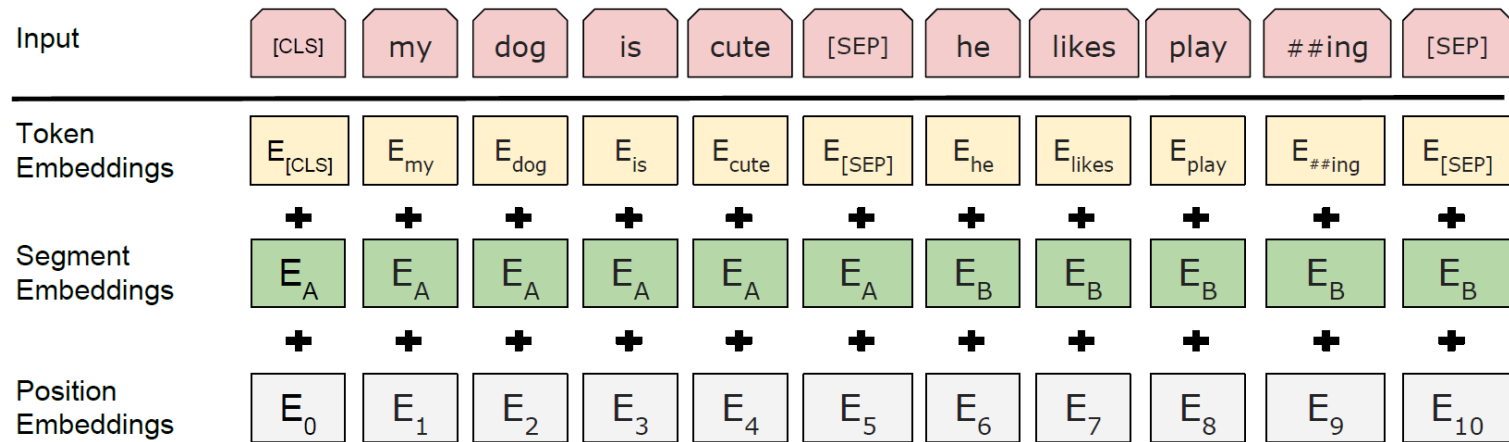 Input [CLS] my dog is cute [SEP] he likes play ##ing [SEP]
Token
Embeddings E[CLS] Emy Edog Eis Ecute E[SEP] Ehe Elikes Eplay E##ing E[SEP]
+ + + + + + + + + + +
Segment
Embeddings EA EA EA EA EA EA EB EB EB EB EB
+ + + + + + + + + + +
Position
Embeddings E0 E1 E2 E3 E4 E5 E6 E7 E8 E9 E10